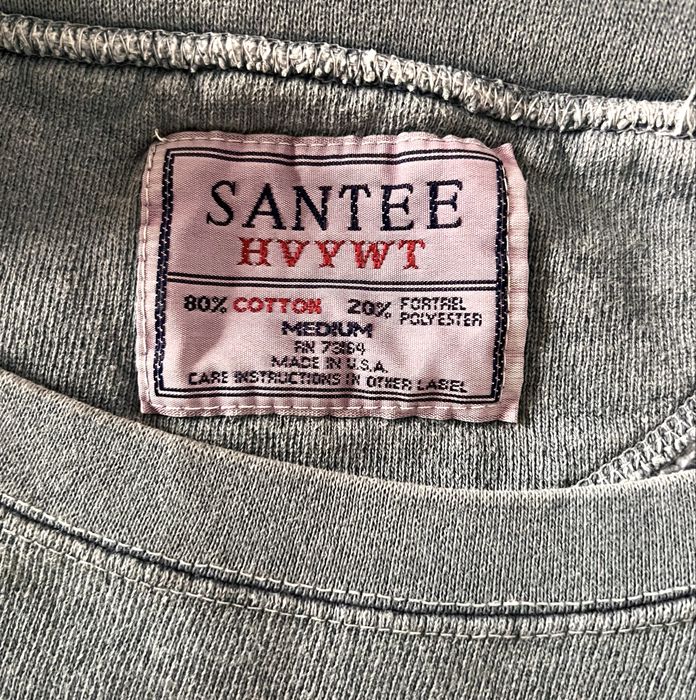 SANTEE
HVYWT
80% COTTON 20% FORTREL POLYESTER
MEDIUM
RN 73164
MADE IN U.S.A.
CARE INSTRUCTIONS IN OTHER LABEL